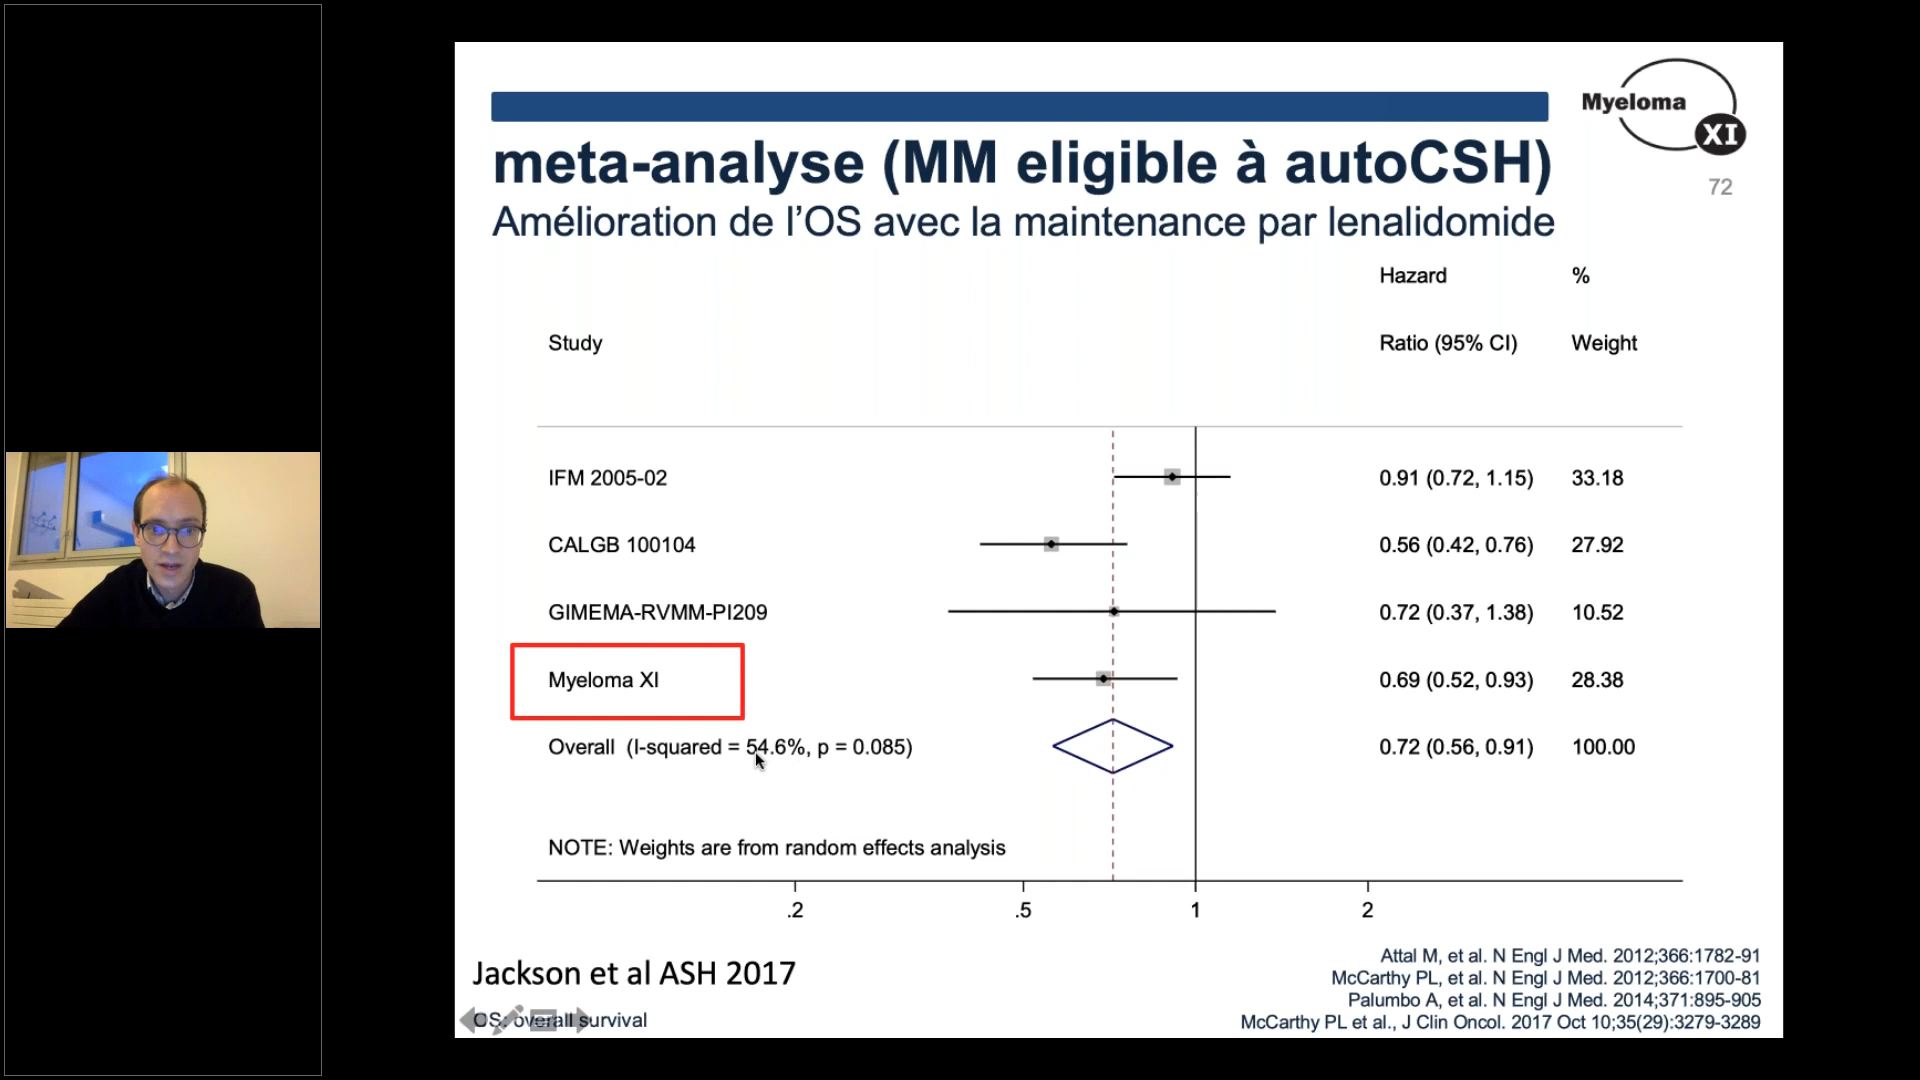 Myeloma
XI
72
meta-analyse (MM eligible à autoCSH)
Amélioration de l’OS avec la maintenance par lenalidomide
Hazard %
Study Ratio (95% CI) Weight
IFM 2005-02 0.91 (0.72, 1.15) 33.18
CALGB 100104 0.56 (0.42, 0.76) 27.92
GIMEMA-RVMM-PI209 0.72 (0.37, 1.38) 10.52
Myeloma XI 0.69 (0.52, 0.93) 28.38
Overall (I-squared = 54.6%, p = 0.085) 0.72 (0.56, 0.91) 100.00
NOTE: Weights are from random effects analysis
.2 .5 1 2
Jackson et al ASH 2017
OS: overall survival
Attal M, et al. N Engl J Med. 2012;366:1782-91
McCarthy PL, et al. N Engl J Med. 2012;366:1700-81
Palumbo A, et al. N Engl J Med. 2014;371:895-905
McCarthy PL et al., J Clin Oncol. 2017 Oct 10;35(29):3279-3289